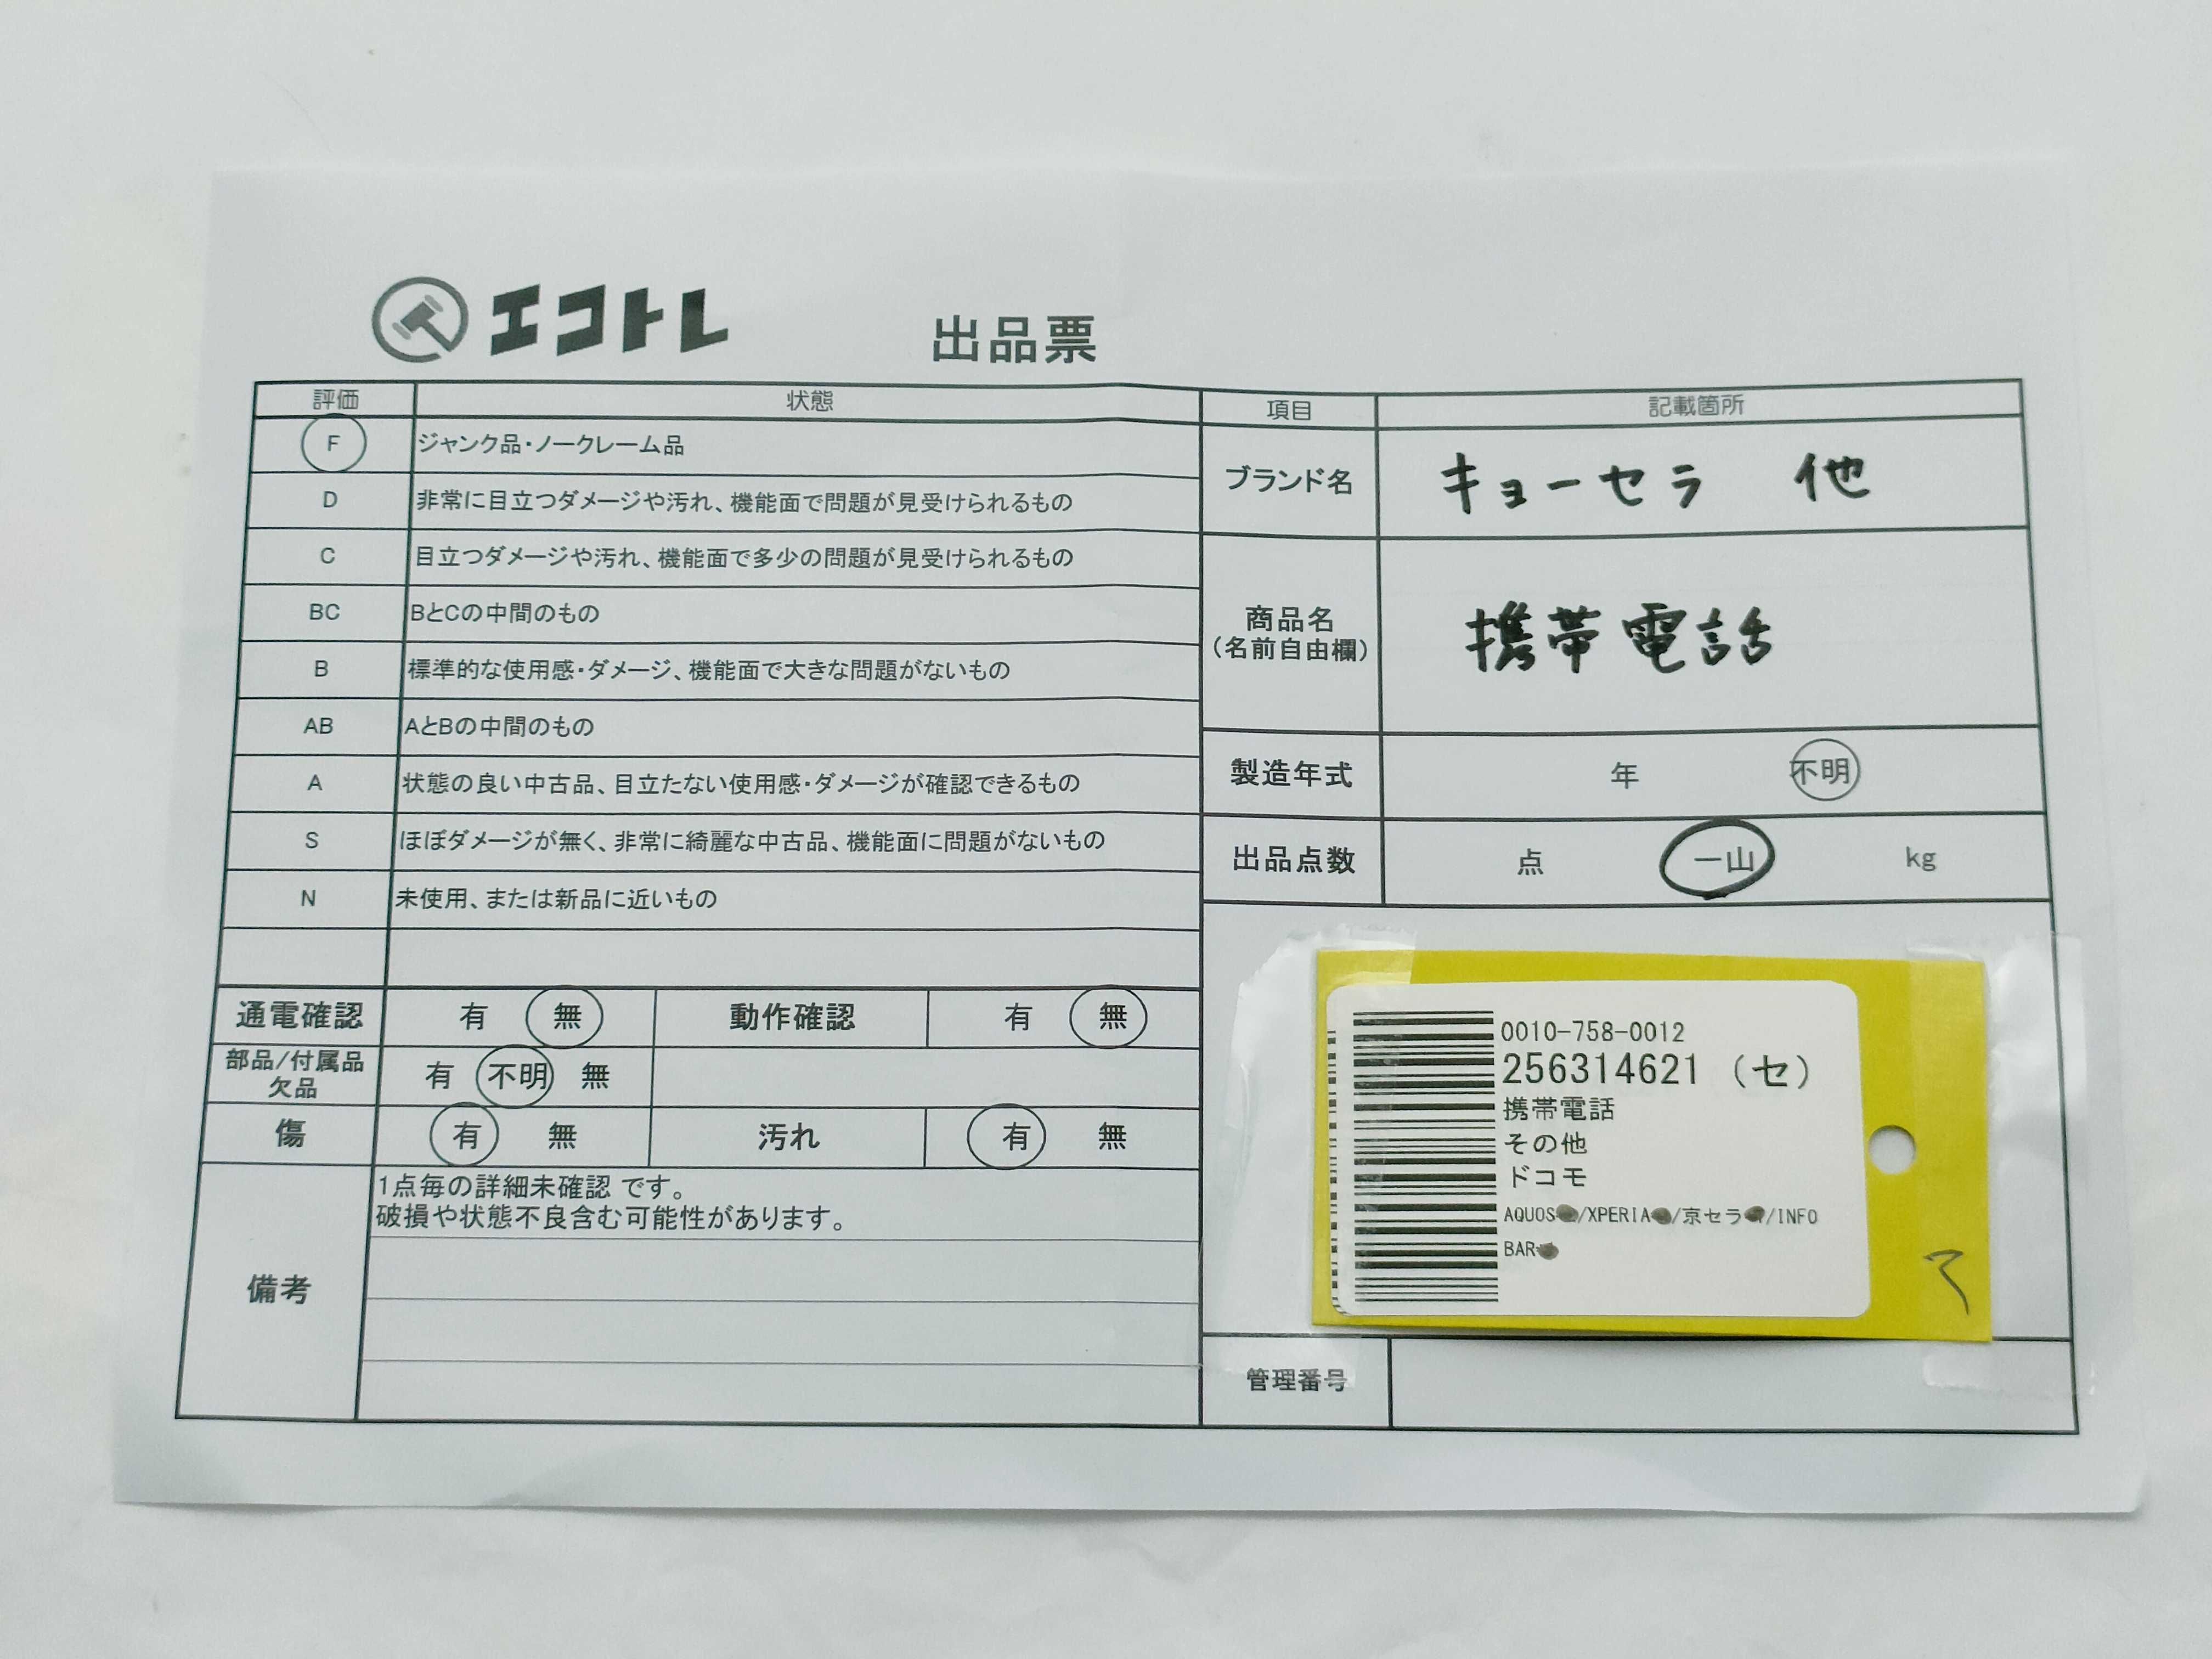 エコトレ
出品票
評価 状態
F ジャンク品・ノークレーム品
D 非常に目立つダメージや汚れ、機能面で問題が見受けられるもの
C 目立つダメージや汚れ、機能面で多少の問題が見受けられるもの
BC BとCの中間のもの
B 標準的な使用感・ダメージ、機能面で大きな問題がないもの
AB AとBの中間のもの
A 状態の良い中古品、目立たない使用感・ダメージが確認できるもの
S ほぼダメージが無く、非常に綺麗な中古品、機能面に問題がないもの
N 未使用、または新品に近いもの
通電確認 有 無 動作確認 有 無
部品/付属品
欠品 有 不明 無
傷 有 無 汚れ 有 無
備考
1点毎の詳細未確認 です。
破損や状態不良含む可能性があります。
項目 記載箇所
ブランド名 キョーセラ 他
商品名
(名前自由欄)
携帯電話
製造年式 年 不明
出品点数 点 一山 kg
0010-758-0012
256314621 (セ)
携帯電話
その他
ドコモ
AQUOS /XPERIA /京セラ /INFO
BAR
管理番号